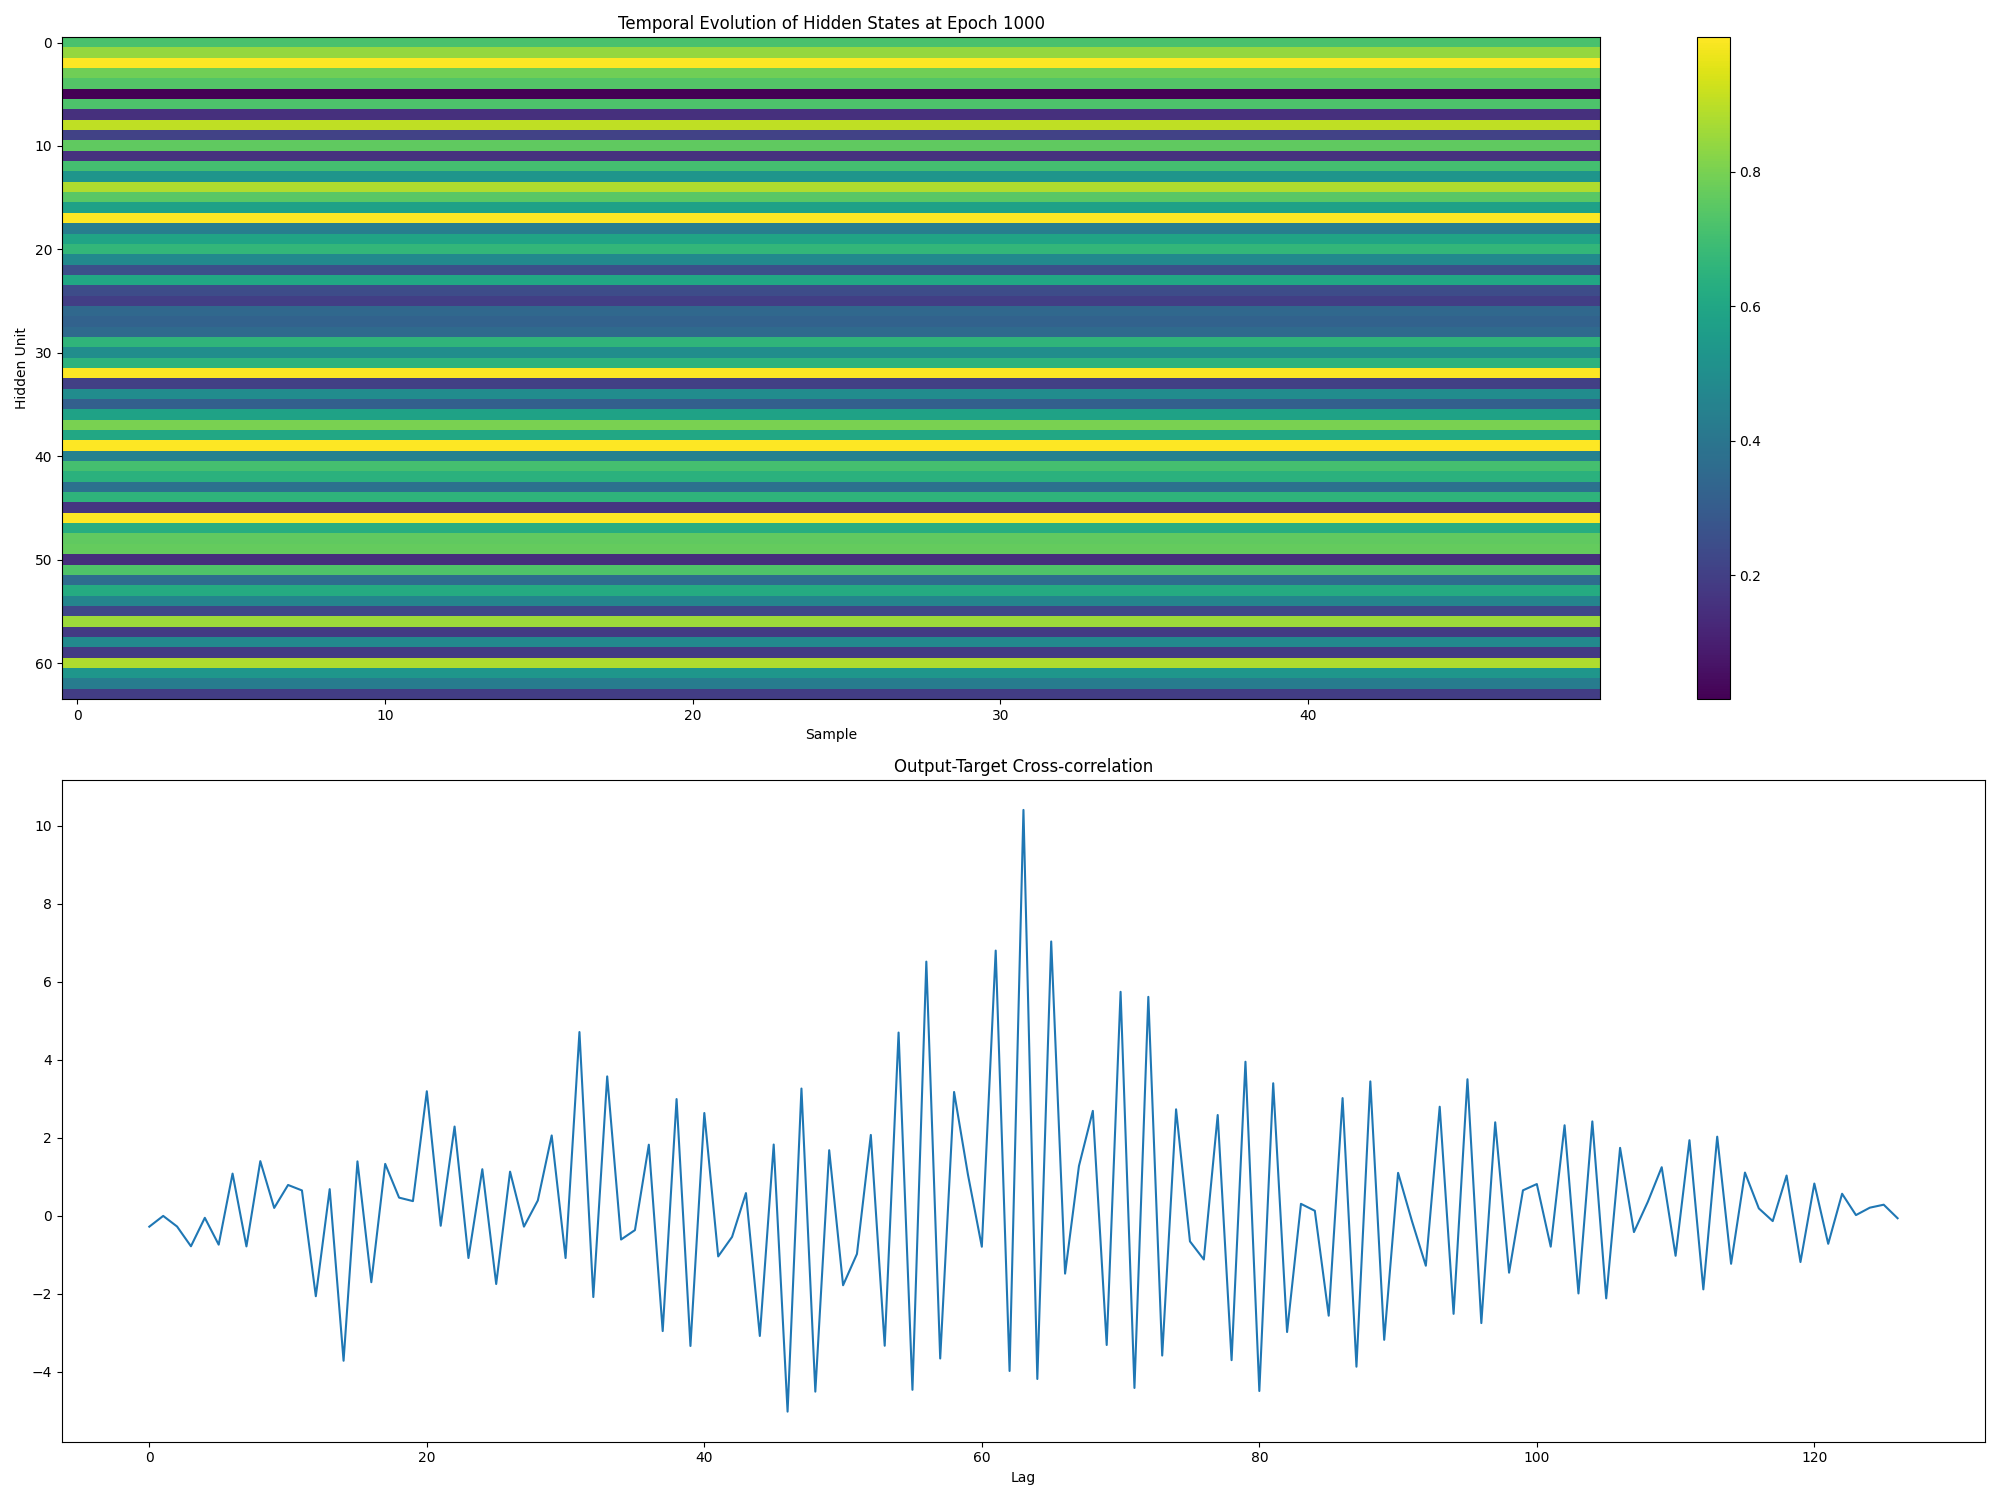 Temporal Evolution of Hidden States at Epoch 1000
0
10
20
30
40
50
60
Hidden Unit
0 10 20 30 40
Sample
0.8
0.6
0.4
0.2
Output-Target Cross-correlation
10
8
6
4
2
0
−2
−4
0 20 40 60 80 100 120
Lag